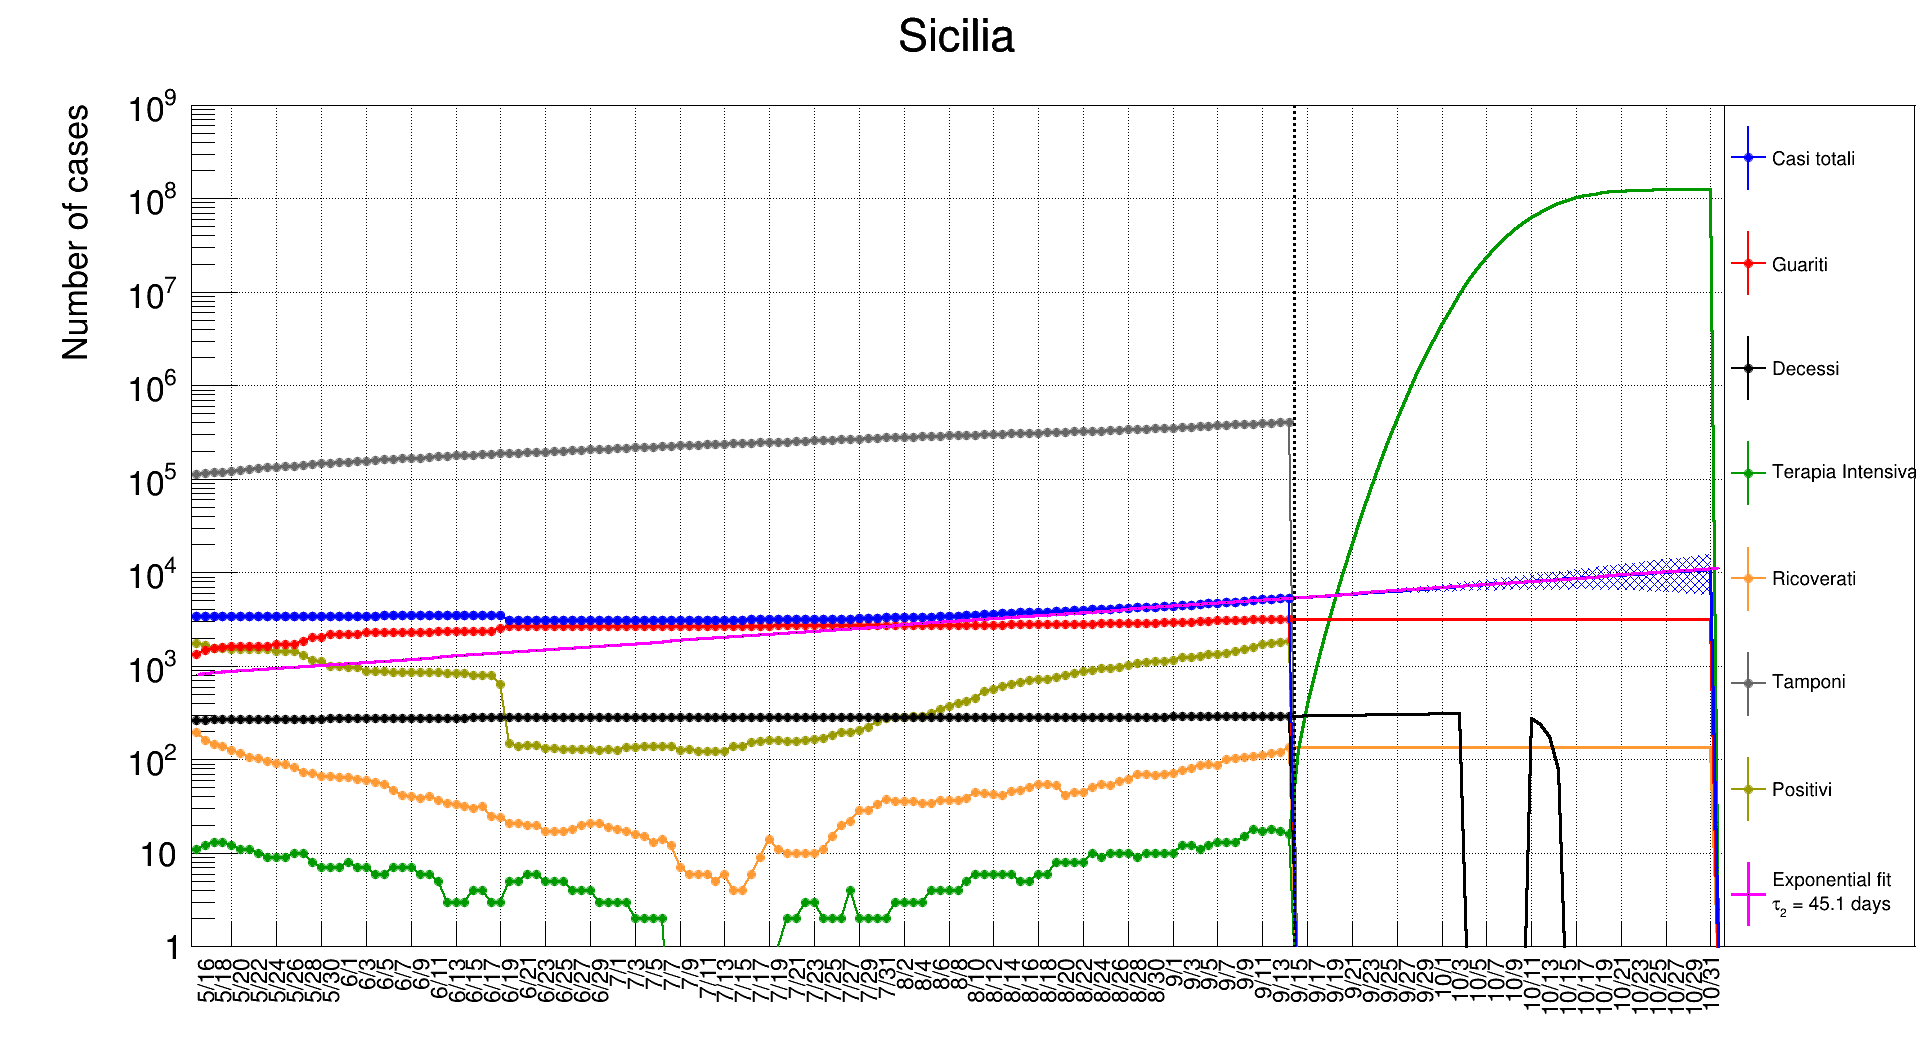 Sicilia
Number of cases
10^9
10^8
10^7
10^6
10^5
10^4
10^3
10^2
10
1
5/16 5/18 5/20 5/22 5/24 5/26 5/28 5/30 6/1 6/3 6/5 6/7 6/9 6/11 6/13 6/15 6/17 6/19 6/21 6/23 6/25 6/27 6/29 7/1 7/3 7/5 7/7 7/9 7/11 7/13 7/15 7/17 7/19 7/21 7/23 7/25 7/27 7/29 7/31 8/2 8/4 8/6 8/8 8/10 8/12 8/14 8/16 8/18 8/20 8/22 8/24 8/26 8/28 8/30 9/1 9/3 9/5 9/7 9/9 9/11 9/13 9/15 9/17 9/19 9/21 9/23 9/25 9/27 9/29 10/1 10/3 10/5 10/7 10/9 10/11 10/13 10/15 10/17 10/19 10/21 10/23 10/25 10/27 10/29 10/31
Casi totali
Guariti
Decessi
Terapia Intensiva
Ricoverati
Tamponi
Positivi
Exponential fit
τ₂ = 45.1 days